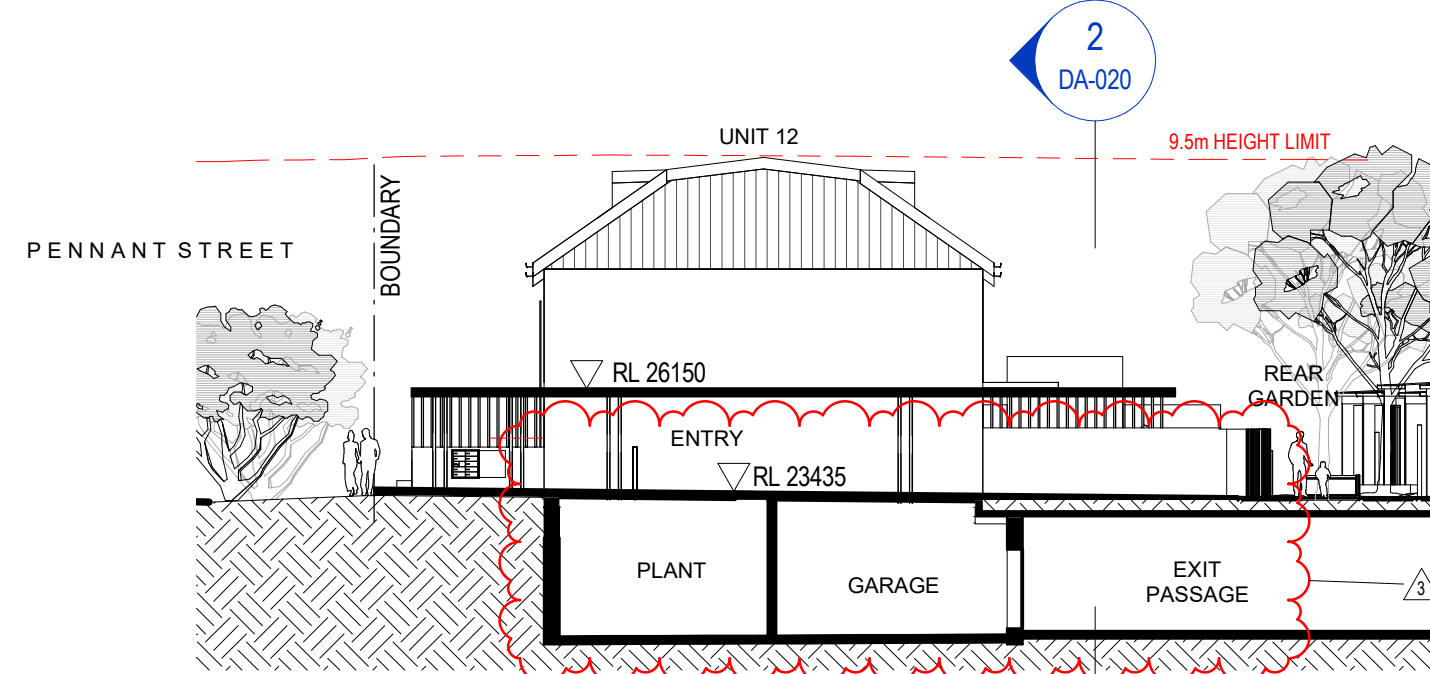 2
DA-020
UNIT 12
9.5m HEIGHT LIMIT
BOUNDARY
PENNANT STREET
RL 26150
REAR
GARDEN
ENTRY
RL 23435
PLANT
GARAGE
EXIT
PASSAGE
3